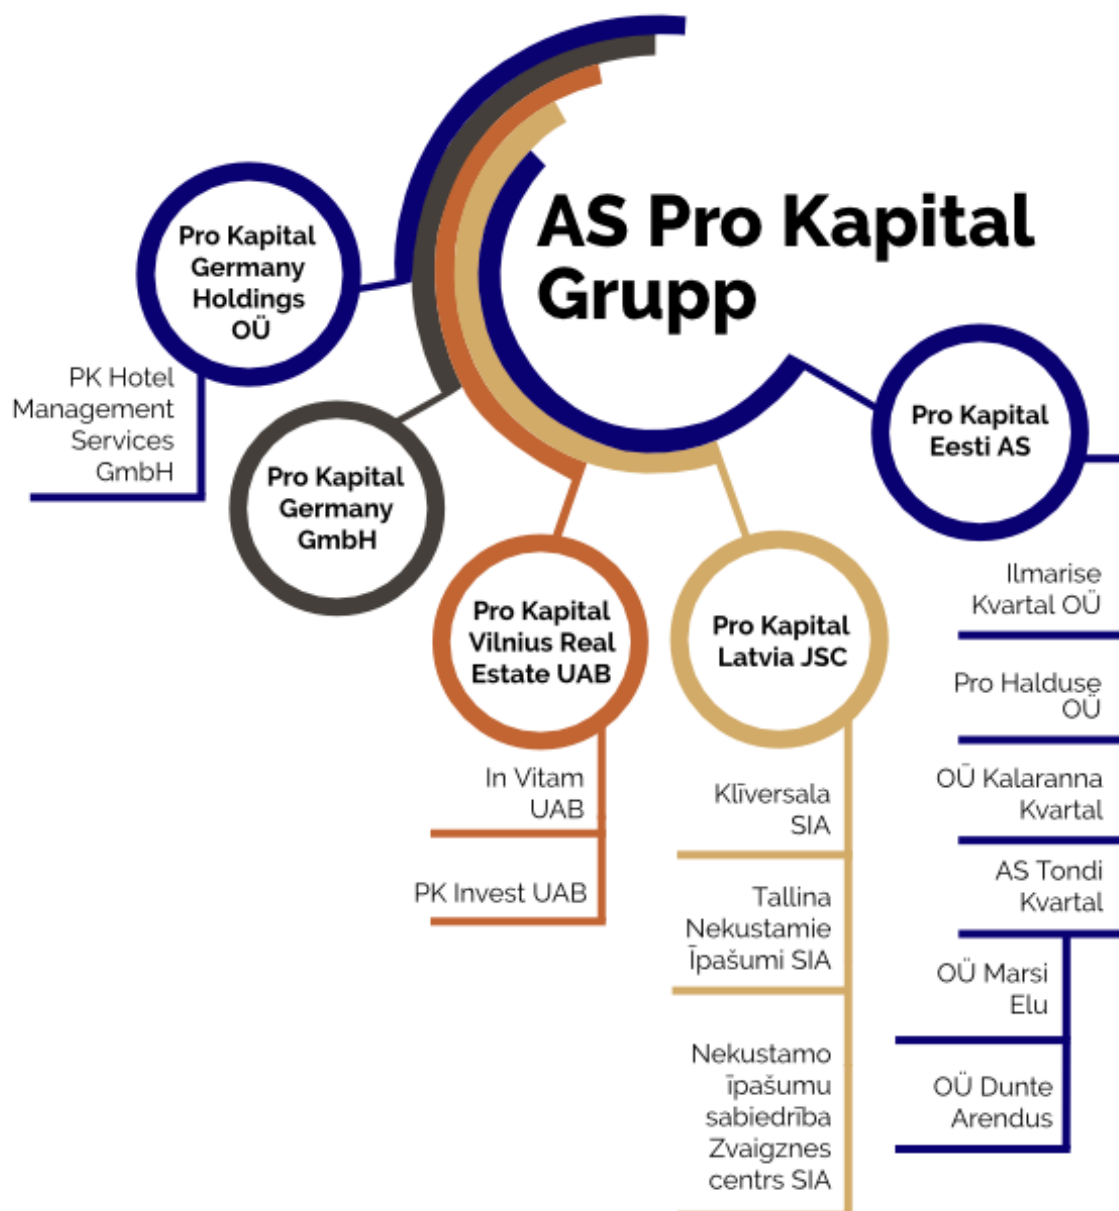 AS Pro Kapital
Grupp
Pro Kapital
Germany
Holdings
OÜ
PK Hotel
Management
Services
GmbH
Pro Kapital
Germany
GmbH
Pro Kapital
Vilnius Real
Estate UAB
In Vitam
UAB
PK Invest UAB
Pro Kapital
Latvia JSC
Klīversala
SIA
Tallina
Nekustamie
Īpašumi SIA
Nekustamo
īpašumu
sabiedrība
Zvaigznes
centrs SIA
Pro Kapital
Eesti AS
Ilmarise
Kvartal OÜ
Pro Halduse
OÜ
OÜ Kalaranna
Kvartal
AS Tondi
Kvartal
OÜ Marsi
Elu
OÜ Dunte
Arendus